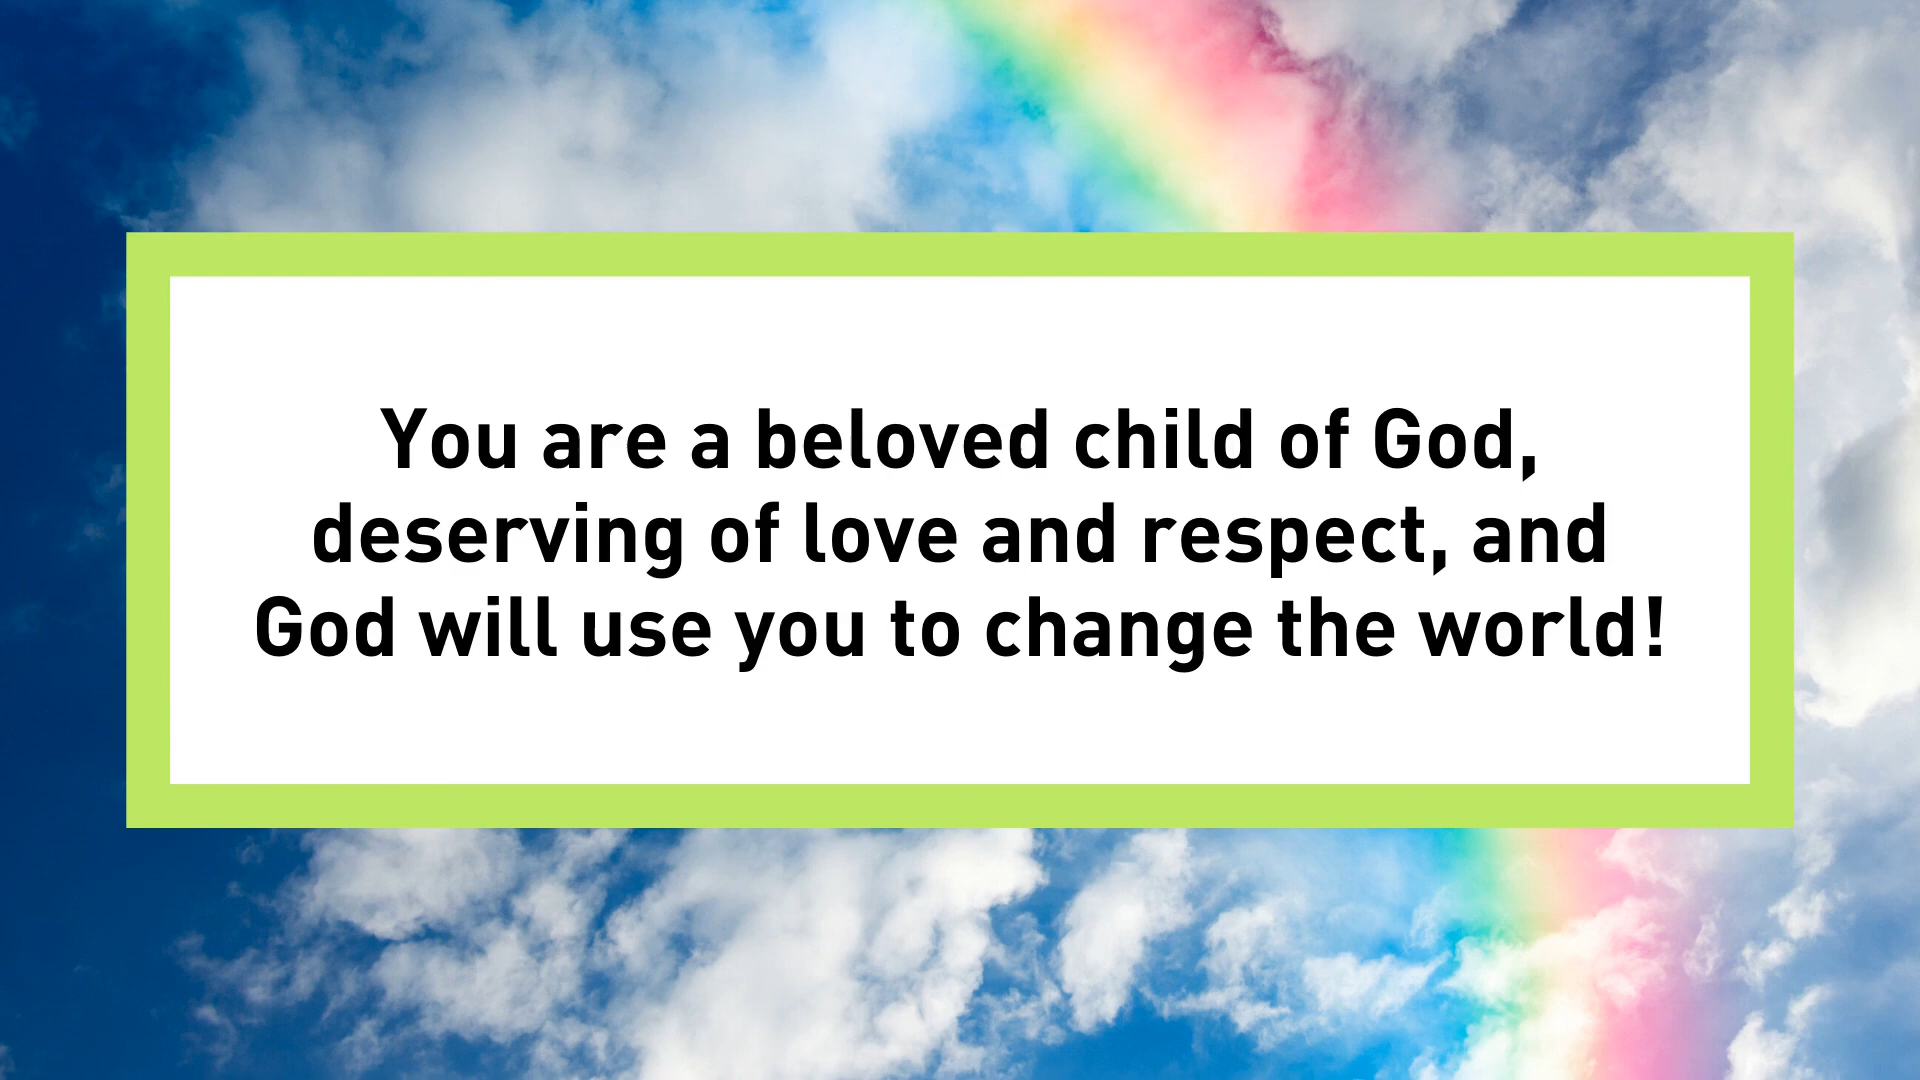 You are a beloved child of God,
deserving of love and respect, and
God will use you to change the world!